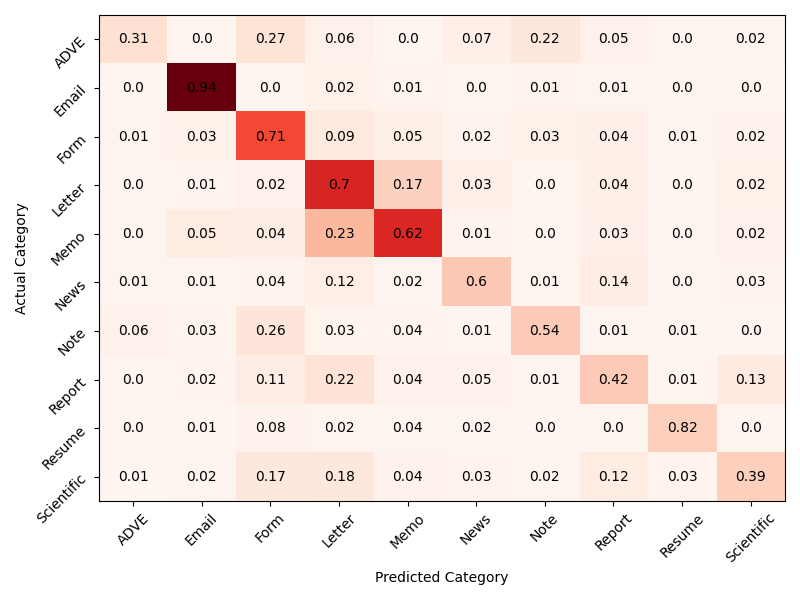 ADVE 0.31 0.0 0.27 0.06 0.0 0.07 0.22 0.05 0.0 0.02
Email 0.0 0.94 0.0 0.02 0.01 0.0 0.01 0.01 0.0 0.0
Form 0.01 0.03 0.71 0.09 0.05 0.02 0.03 0.04 0.01 0.02
Letter 0.0 0.01 0.02 0.7 0.17 0.03 0.0 0.04 0.0 0.02
Memo 0.0 0.05 0.04 0.23 0.62 0.01 0.0 0.03 0.0 0.02
News 0.01 0.01 0.04 0.12 0.02 0.6 0.01 0.14 0.0 0.03
Note 0.06 0.03 0.26 0.03 0.04 0.01 0.54 0.01 0.01 0.0
Report 0.0 0.02 0.11 0.22 0.04 0.05 0.01 0.42 0.01 0.13
Resume 0.0 0.01 0.08 0.02 0.04 0.02 0.0 0.0 0.82 0.0
Scientific 0.01 0.02 0.17 0.18 0.04 0.03 0.02 0.12 0.03 0.39
ADVE Email Form Letter Memo News Note Report Resume Scientific
Predicted Category
Actual Category